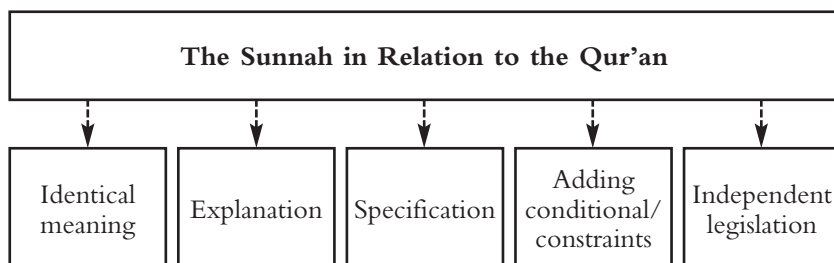 The Sunnah in Relation to the Qur’an
Identical
meaning
Explanation
Specification
Adding
conditional/
constraints
Independent
legislation